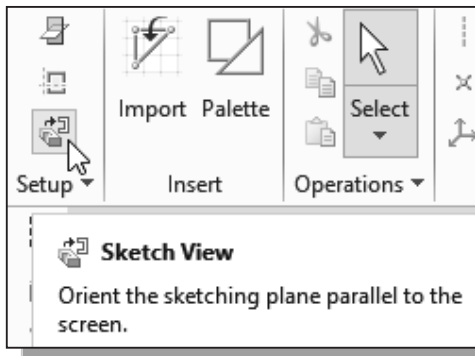 Import Palette
Select
Setup Insert Operations
Sketch View
Orient the sketching plane parallel to the
screen.